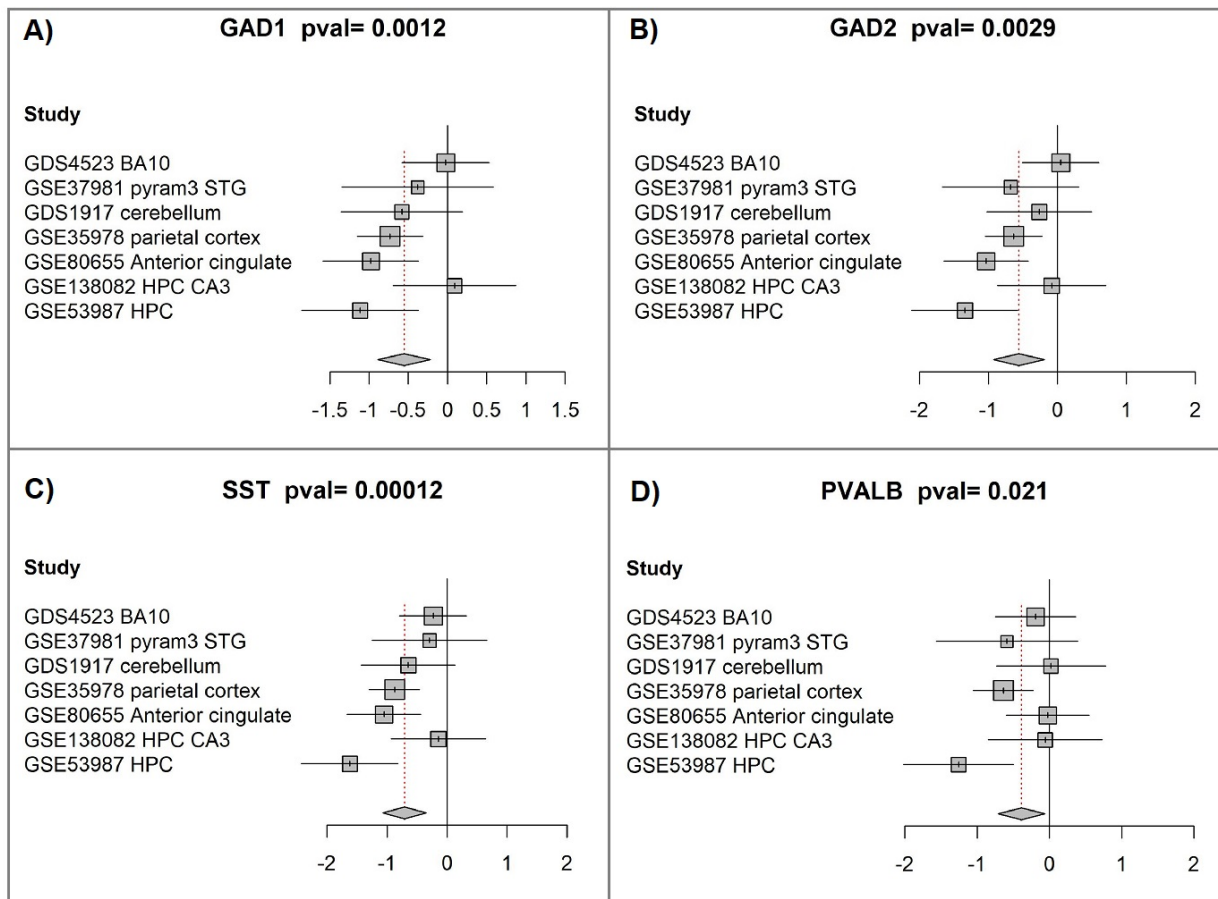 A) GAD1 pval= 0.0012
Study
GDS4523 BA10
GSE37981 pyram3 STG
GDS1917 cerebellum
GSE35978 parietal cortex
GSE80655 Anterior cingulate
GSE138082 HPC CA3
GSE53987 HPC
-1.5 -1 -0.5 0 0.5 1 1.5
B) GAD2 pval= 0.0029
Study
GDS4523 BA10
GSE37981 pyram3 STG
GDS1917 cerebellum
GSE35978 parietal cortex
GSE80655 Anterior cingulate
GSE138082 HPC CA3
GSE53987 HPC
-2 -1 0 1 2
C) SST pval= 0.00012
Study
GDS4523 BA10
GSE37981 pyram3 STG
GDS1917 cerebellum
GSE35978 parietal cortex
GSE80655 Anterior cingulate
GSE138082 HPC CA3
GSE53987 HPC
-2 -1 0 1 2
D) PVALB pval= 0.021
Study
GDS4523 BA10
GSE37981 pyram3 STG
GDS1917 cerebellum
GSE35978 parietal cortex
GSE80655 Anterior cingulate
GSE138082 HPC CA3
GSE53987 HPC
-2 -1 0 1 2